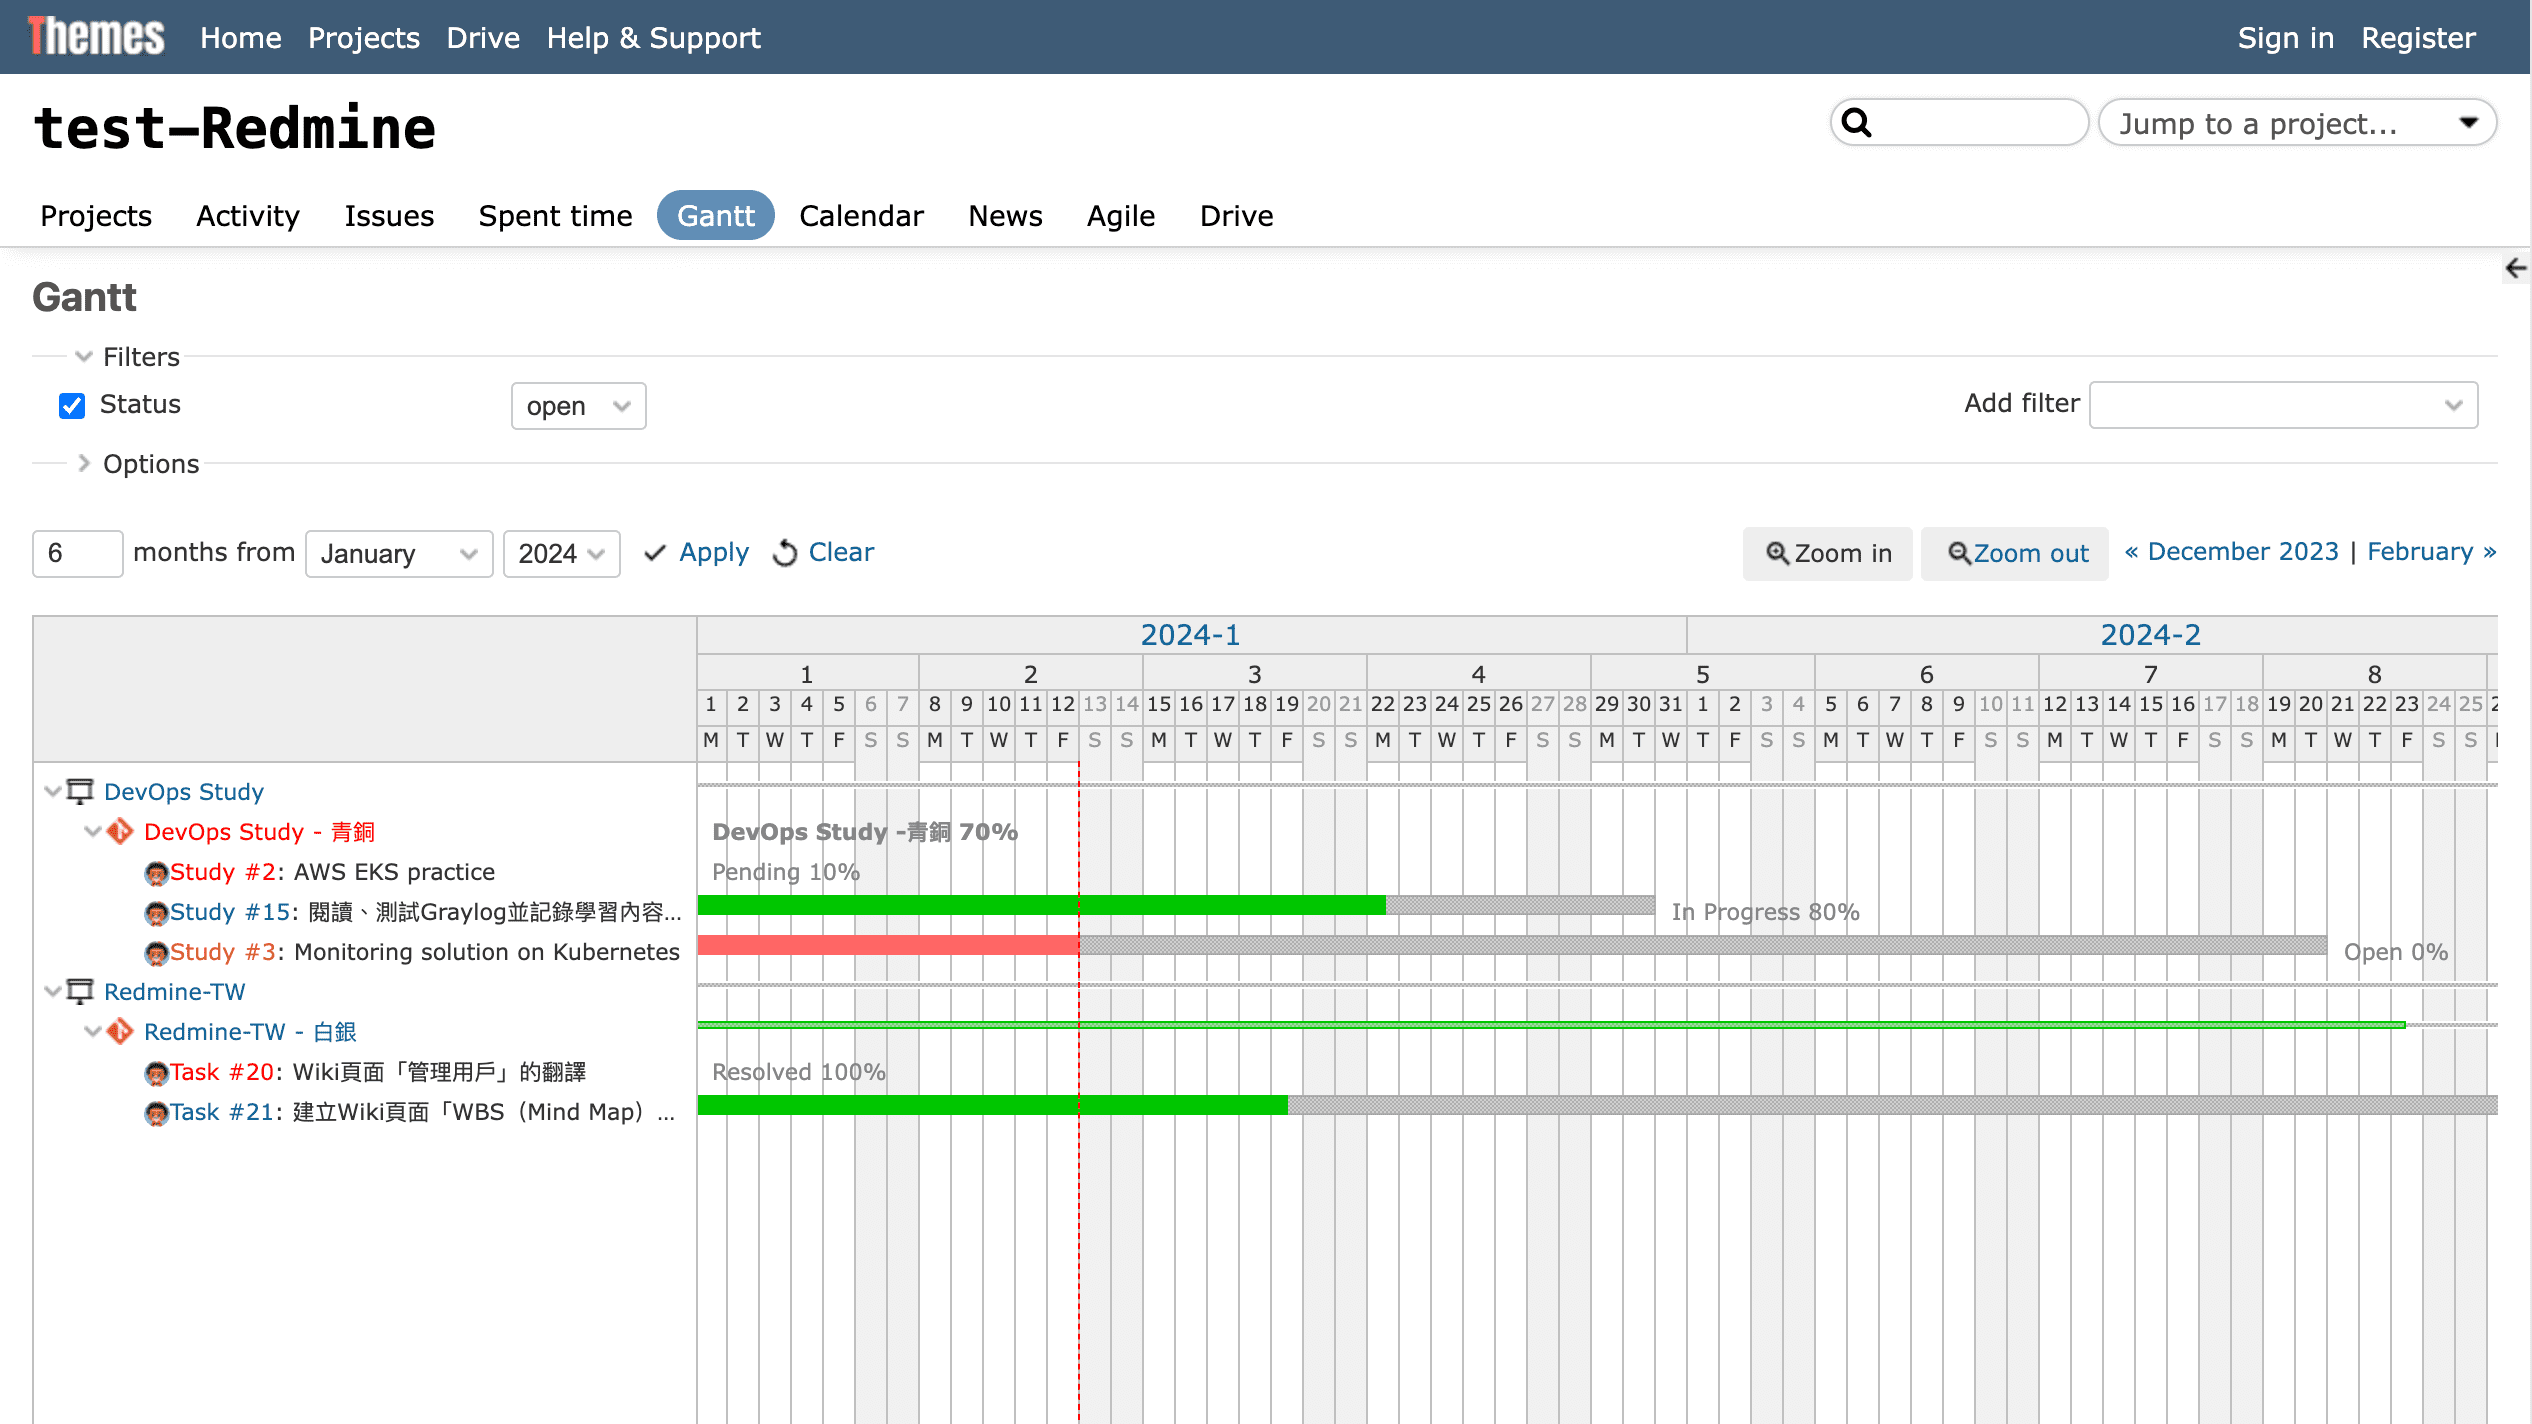 Themes Home Projects Drive Help & Support Sign in Register
test-Redmine
Jump to a project...
Projects Activity Issues Spent time Gantt Calendar News Agile Drive
Gantt
Filters
Status open Add filter
Options
6 months from January 2024 Apply Clear Zoom in Zoom out « December 2023 | February »
2024-1 2024-2
1 2 3 4 5 6 7 8
1 2 3 4 5 6 7 8 9 10 11 12 13 14 15 16 17 18 19 20 21 22 23 24 25 26 27 28 29 30 31 1 2 3 4 5 6 7 8 9 10 11 12 13 14 15 16 17 18 19 20 21 22 23 24 25
M T W T F S S M T W T F S S M T W T F S S M T W T F S S M T W T F S S M T W T F S S M T W T F S S M T W T F S S
DevOps Study
DevOps Study - 青銅 DevOps Study -青銅 70%
Study #2: AWS EKS practice Pending 10%
Study #15: 閱讀、測試Graylog並記錄學習內容... In Progress 80%
Study #3: Monitoring solution on Kubernetes Open 0%
Redmine-TW
Redmine-TW - 白銀
Task #20: Wiki頁面「管理用戶」的翻譯 Resolved 100%
Task #21: 建立Wiki頁面「WBS（Mind Map）...